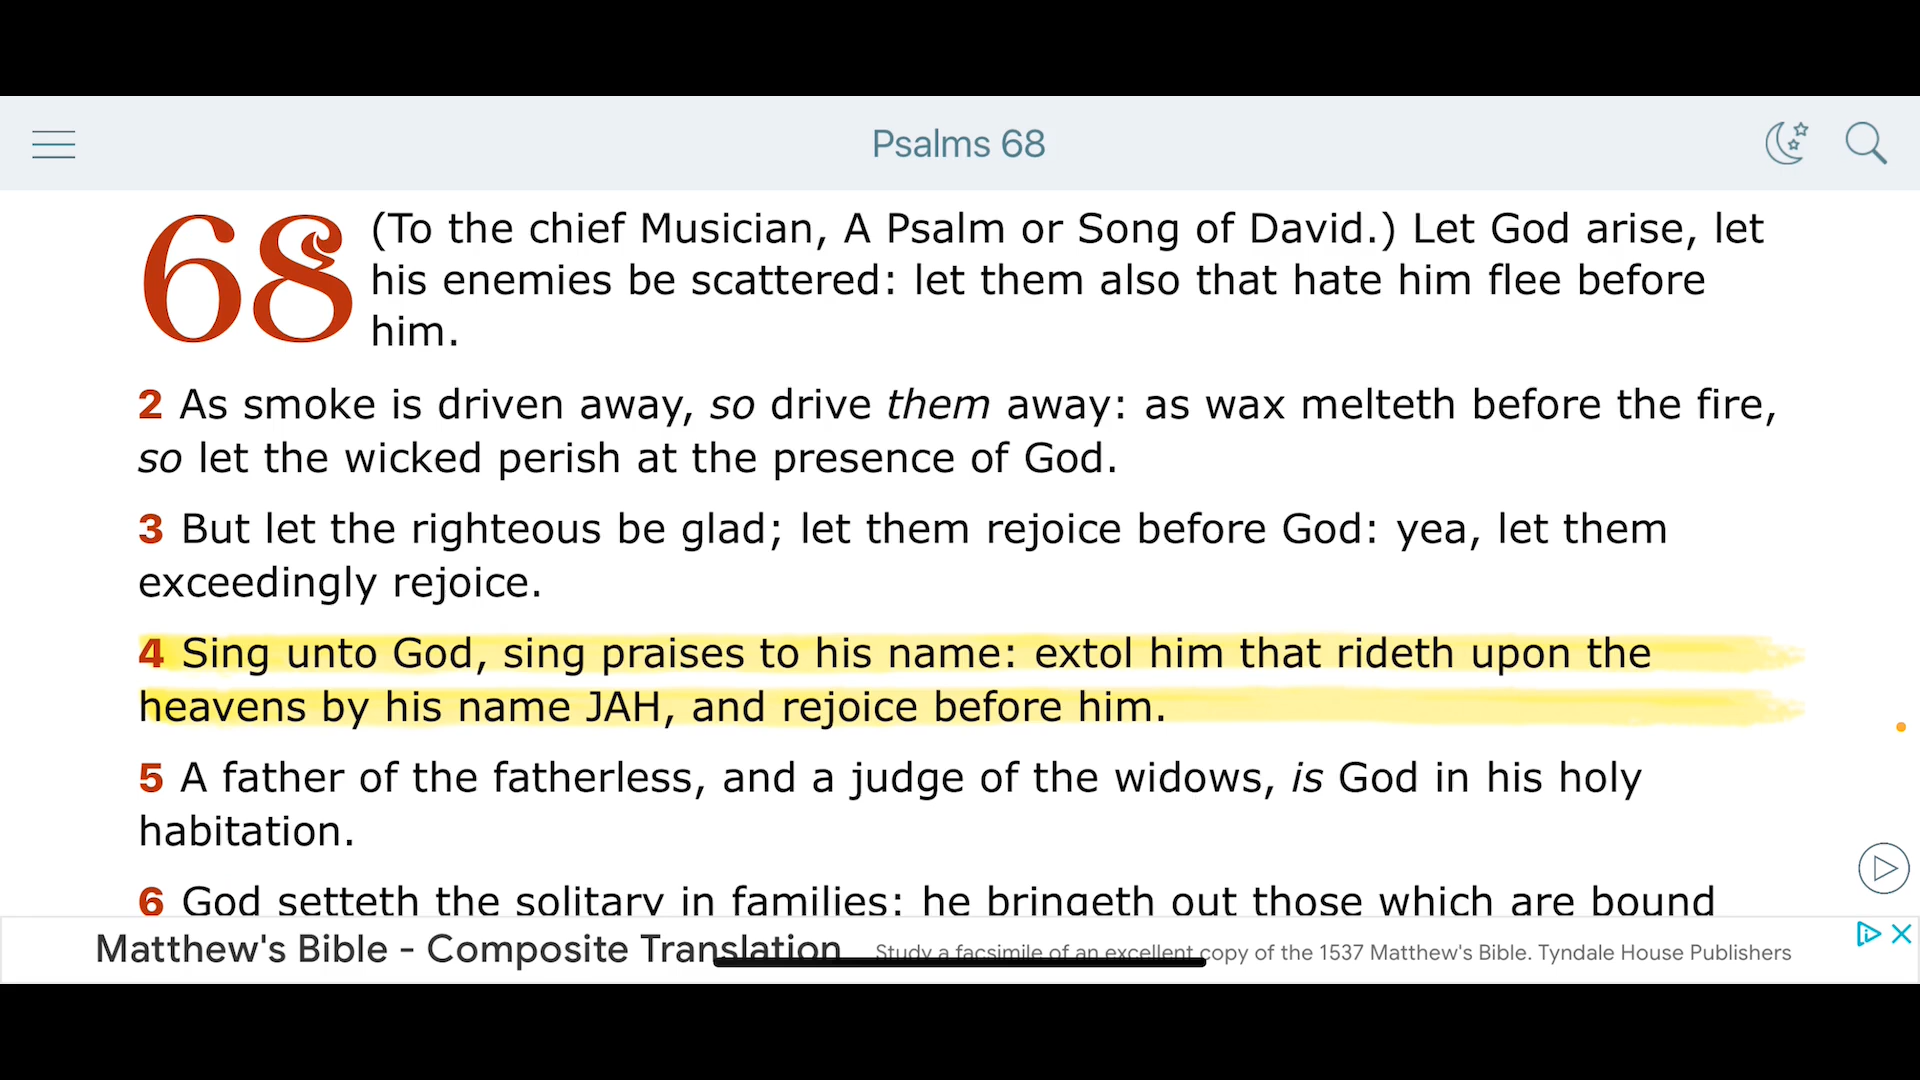 Psalms 68
68 (To the chief Musician, A Psalm or Song of David.) Let God arise, let
his enemies be scattered: let them also that hate him flee before
him.
2 As smoke is driven away, so drive them away: as wax melteth before the fire,
so let the wicked perish at the presence of God.
3 But let the righteous be glad; let them rejoice before God: yea, let them
exceedingly rejoice.
4 Sing unto God, sing praises to his name: extol him that rideth upon the
heavens by his name JAH, and rejoice before him.
5 A father of the fatherless, and a judge of the widows, is God in his holy
habitation.
6 God setteth the solitary in families: he bringeth out those which are bound
Matthew's Bible - Composite Translation
Study a facsimile of an excellent copy of the 1537 Matthew's Bible. Tyndale House Publishers